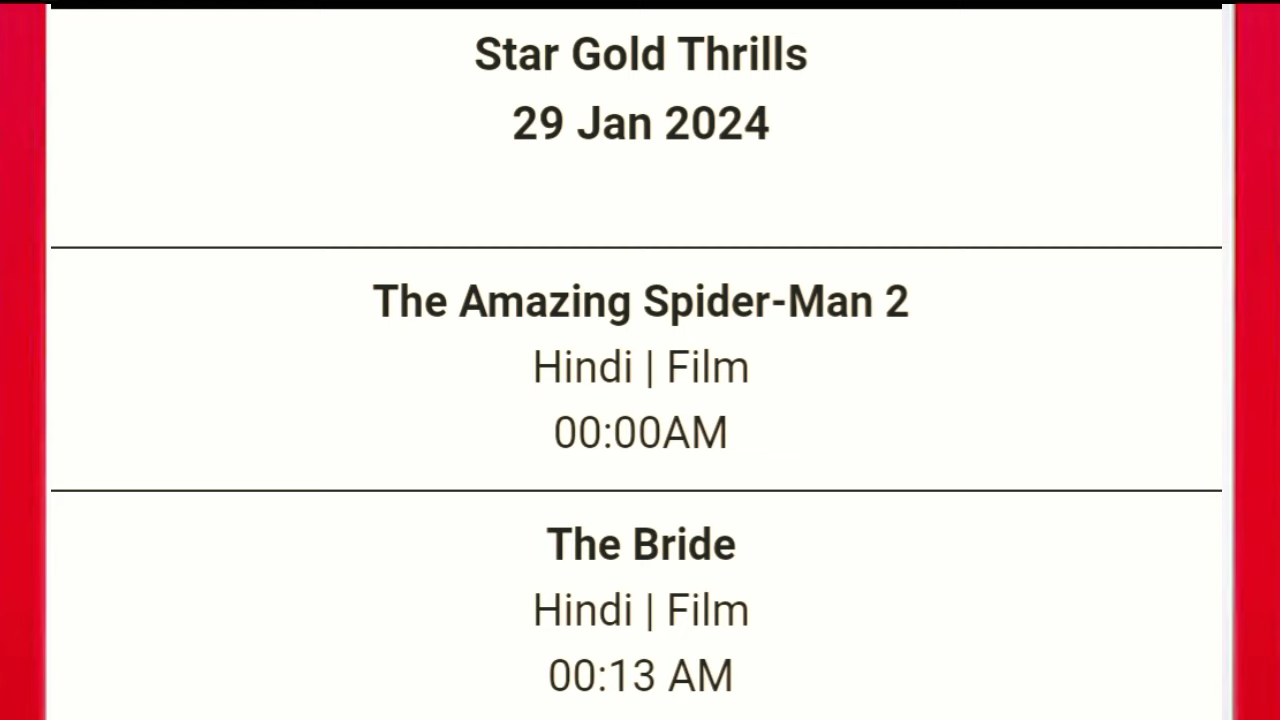 Star Gold Thrills
29 Jan 2024
The Amazing Spider-Man 2
Hindi | Film
00:00AM
The Bride
Hindi | Film
00:13 AM